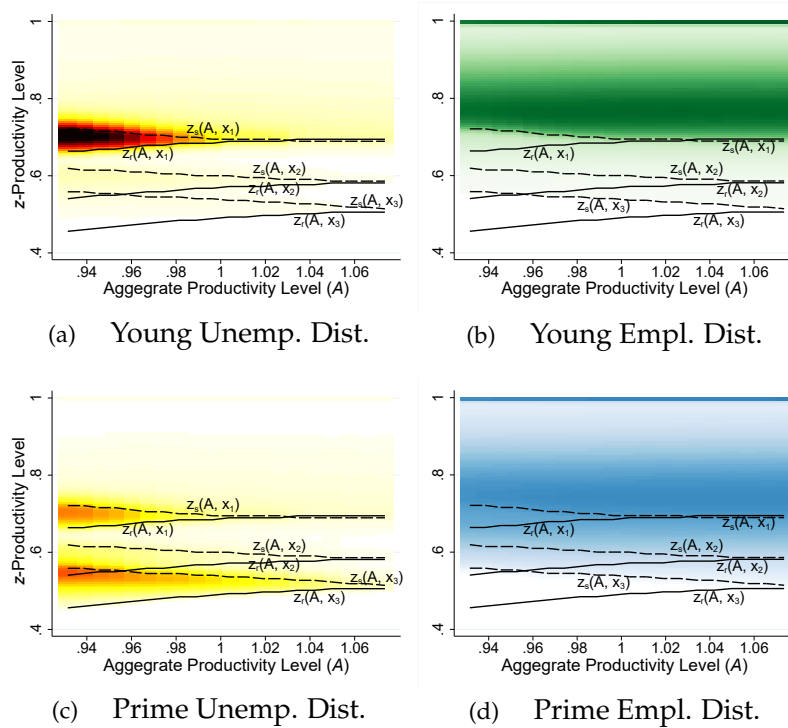 z-Productivity Level
1
.8
.6
.4
zs(A, x1)
zr(A, x1)
zs(A, x2)
zr(A, x2)
zs(A, x3)
zr(A, x3)
.94 .96 .98 1 1.02 1.04 1.06
Aggegrate Productivity Level (A)
(a) Young Unemp. Dist.
z-Productivity Level
1
.8
.6
.4
zs(A, x1)
zr(A, x1)
zs(A, x2)
zr(A, x2)
zs(A, x3)
zr(A, x3)
.94 .96 .98 1 1.02 1.04 1.06
Aggegrate Productivity Level (A)
(b) Young Empl. Dist.
z-Productivity Level
1
.8
.6
.4
zs(A, x1)
zr(A, x1)
zs(A, x2)
zr(A, x2)
zs(A, x3)
zr(A, x3)
.94 .96 .98 1 1.02 1.04 1.06
Aggegrate Productivity Level (A)
(c) Prime Unemp. Dist.
z-Productivity Level
1
.8
.6
.4
zs(A, x1)
zr(A, x1)
zs(A, x2)
zr(A, x2)
zs(A, x3)
zr(A, x3)
.94 .96 .98 1 1.02 1.04 1.06
Aggegrate Productivity Level (A)
(d) Prime Empl. Dist.